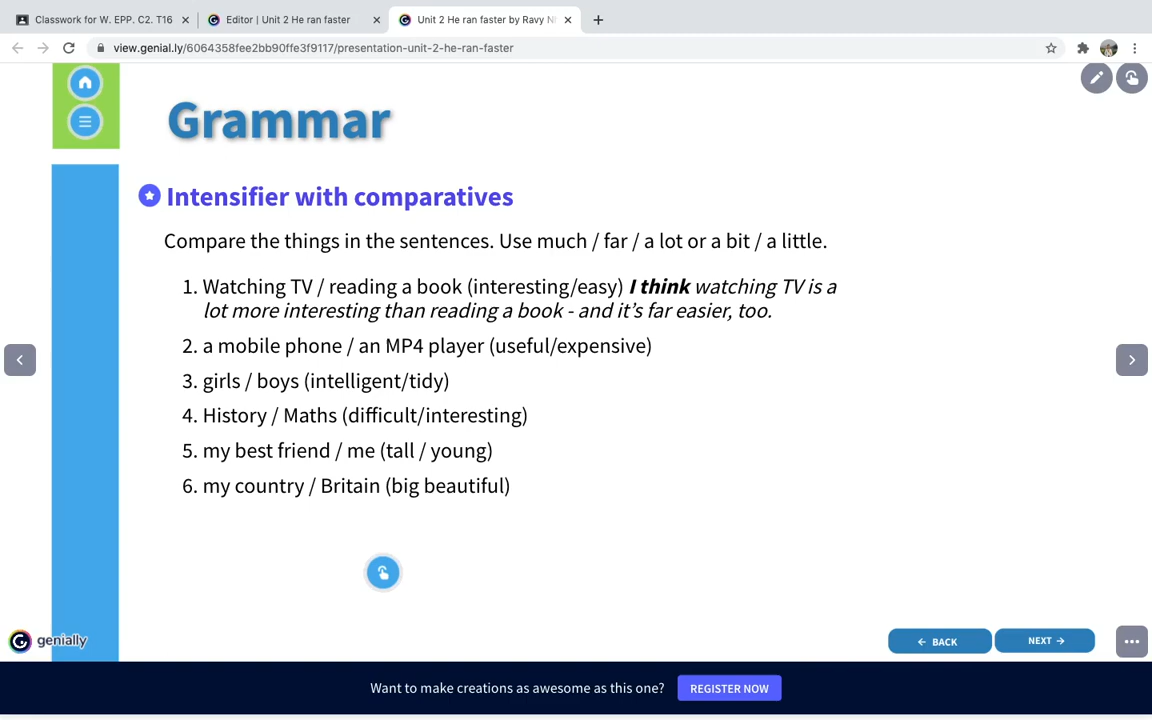 Classwork for W. EPP. C2. T16
Editor | Unit 2 He ran faster
Unit 2 He ran faster by Ravy N
view.genial.ly/6064358fee2bb90ffe3f9117/presentation-unit-2-he-ran-faster
Grammar
Intensifier with comparatives
Compare the things in the sentences. Use much / far / a lot or a bit / a little.
1. Watching TV / reading a book (interesting/easy) I think watching TV is a
lot more interesting than reading a book - and it's far easier, too.
2. a mobile phone / an MP4 player (useful/expensive)
3. girls / boys (intelligent/tidy)
4. History / Maths (difficult/interesting)
5. my best friend / me (tall / young)
6. my country / Britain (big beautiful)
genially
← BACK
NEXT →
Want to make creations as awesome as this one?
REGISTER NOW